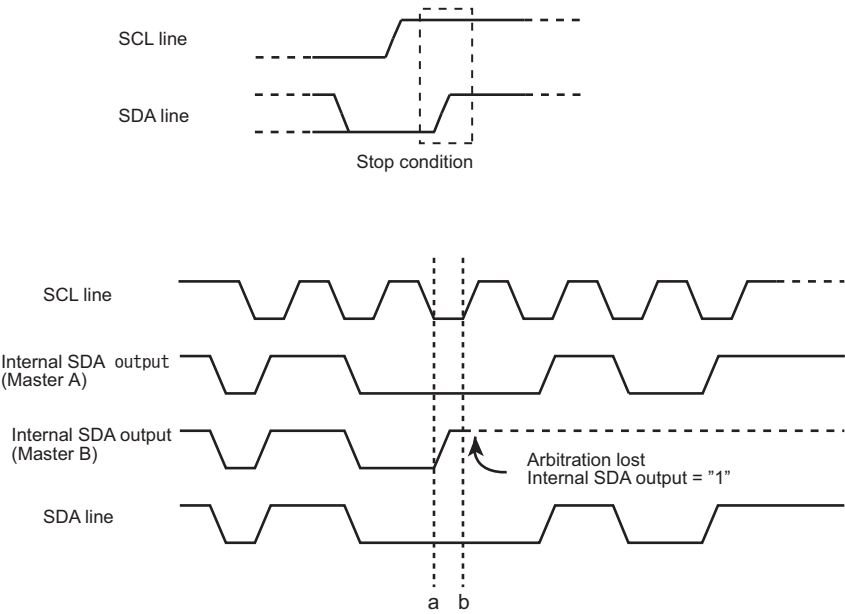 SCL line
SDA line
Stop condition
SCL line
Internal SDA output
(Master A)
Internal SDA output
(Master B)
Arbitration lost
Internal SDA output = ”1”
SDA line
a b